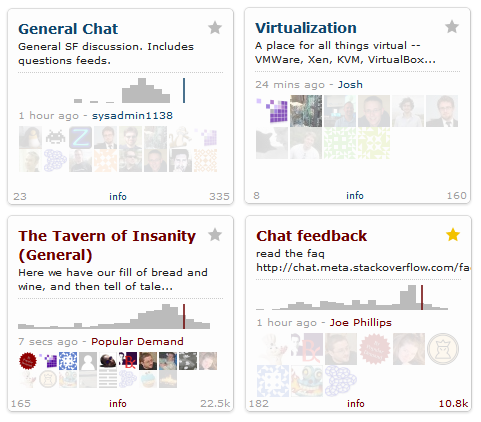 General Chat
General SF discussion. Includes
questions feeds.
1 hour ago - sysadmin1138
23 info 335
Virtualization
A place for all things virtual --
VMWare, Xen, KVM, VirtualBox...
24 mins ago - Josh
8 info 160
The Tavern of Insanity
(General)
Here we have our fill of bread and
wine, and then tell of tale...
7 secs ago - Popular Demand
165 info 22.5k
Chat feedback
read the faq
http://chat.meta.stackoverflow.com/fa
1 hour ago - Joe Phillips
182 info 10.8k